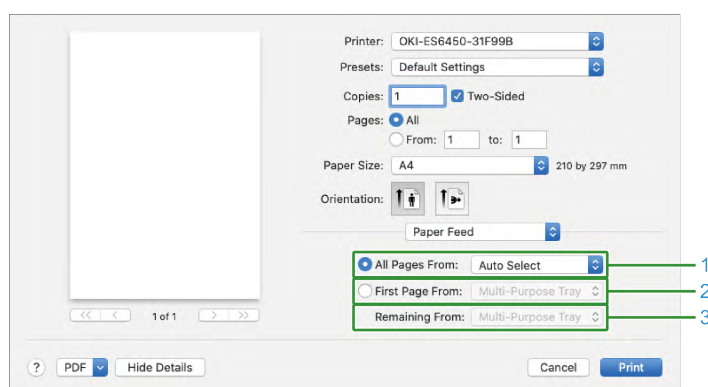 Printer: OKI-ES6450-31F99B
Presets: Default Settings
Copies: 1 Two-Sided
Pages: All
From: 1 to: 1
Paper Size: A4 210 by 297 mm
Orientation:
Paper Feed
All Pages From: Auto Select 1
First Page From: Multi-Purpose Tray 2
Remaining From: Multi-Purpose Tray 3
<< < 1 of 1 > >>
? PDF Hide Details Cancel Print